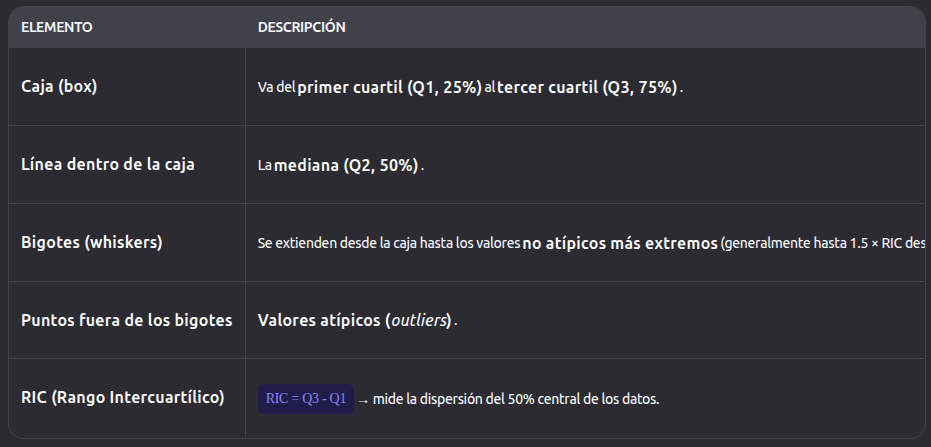 ELEMENTO DESCRIPCIÓN
Caja (box) Va del primer cuartil (Q1, 25%) al tercer cuartil (Q3, 75%) .
Línea dentro de la caja La mediana (Q2, 50%) .
Bigotes (whiskers) Se extienden desde la caja hasta los valores no atípicos más extremos (generalmente hasta 1.5 × RIC des
Puntos fuera de los bigotes Valores atípicos (outliers) .
RIC (Rango Intercuartílico) RIC = Q3 - Q1 → mide la dispersión del 50% central de los datos.